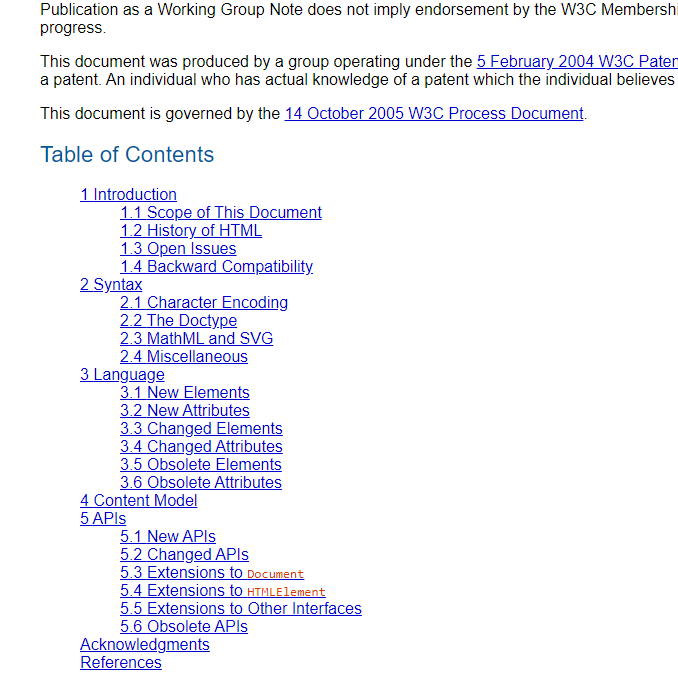 Publication as a Working Group Note does not imply endorsement by the W3C
progress.
This document was produced by a group operating under the 5 February 2004 W3C
a patent. An individual who has actual knowledge of a patent which the individual believes
This document is governed by the 14 October 2005 W3C Process Document.
Table of Contents
1 Introduction
1.1 Scope of This Document
1.2 History of HTML
1.3 Open Issues
1.4 Backward Compatibility
2 Syntax
2.1 Character Encoding
2.2 The Doctype
2.3 MathML and SVG
2.4 Miscellaneous
3 Language
3.1 New Elements
3.2 New Attributes
3.3 Changed Elements
3.4 Changed Attributes
3.5 Obsolete Elements
3.6 Obsolete Attributes
4 Content Model
5 APIs
5.1 New APIs
5.2 Changed APIs
5.3 Extensions to Document
5.4 Extensions to HTMLElement
5.5 Extensions to Other Interfaces
5.6 Obsolete APIs
Acknowledgments
References